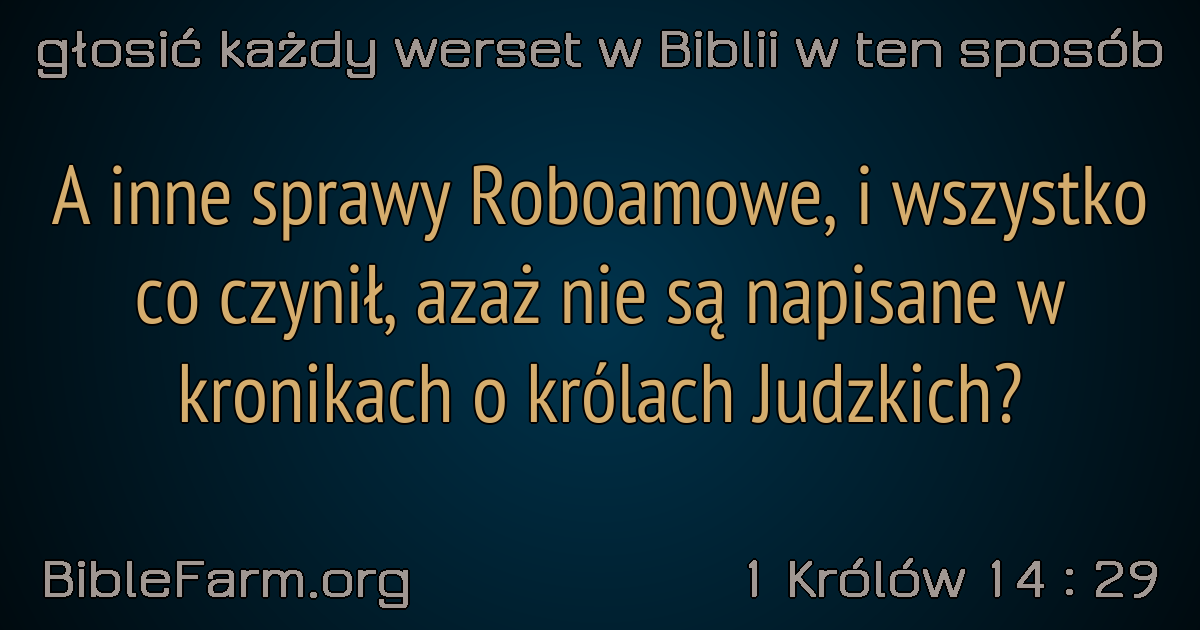 głosić każdy werset w Biblii w ten sposób
A inne sprawy Roboamowe, i wszystko
co czynił, azaż nie są napisane w
kronikach o królach Judzkich?
BibleFarm.org
1 Królów 14 : 29